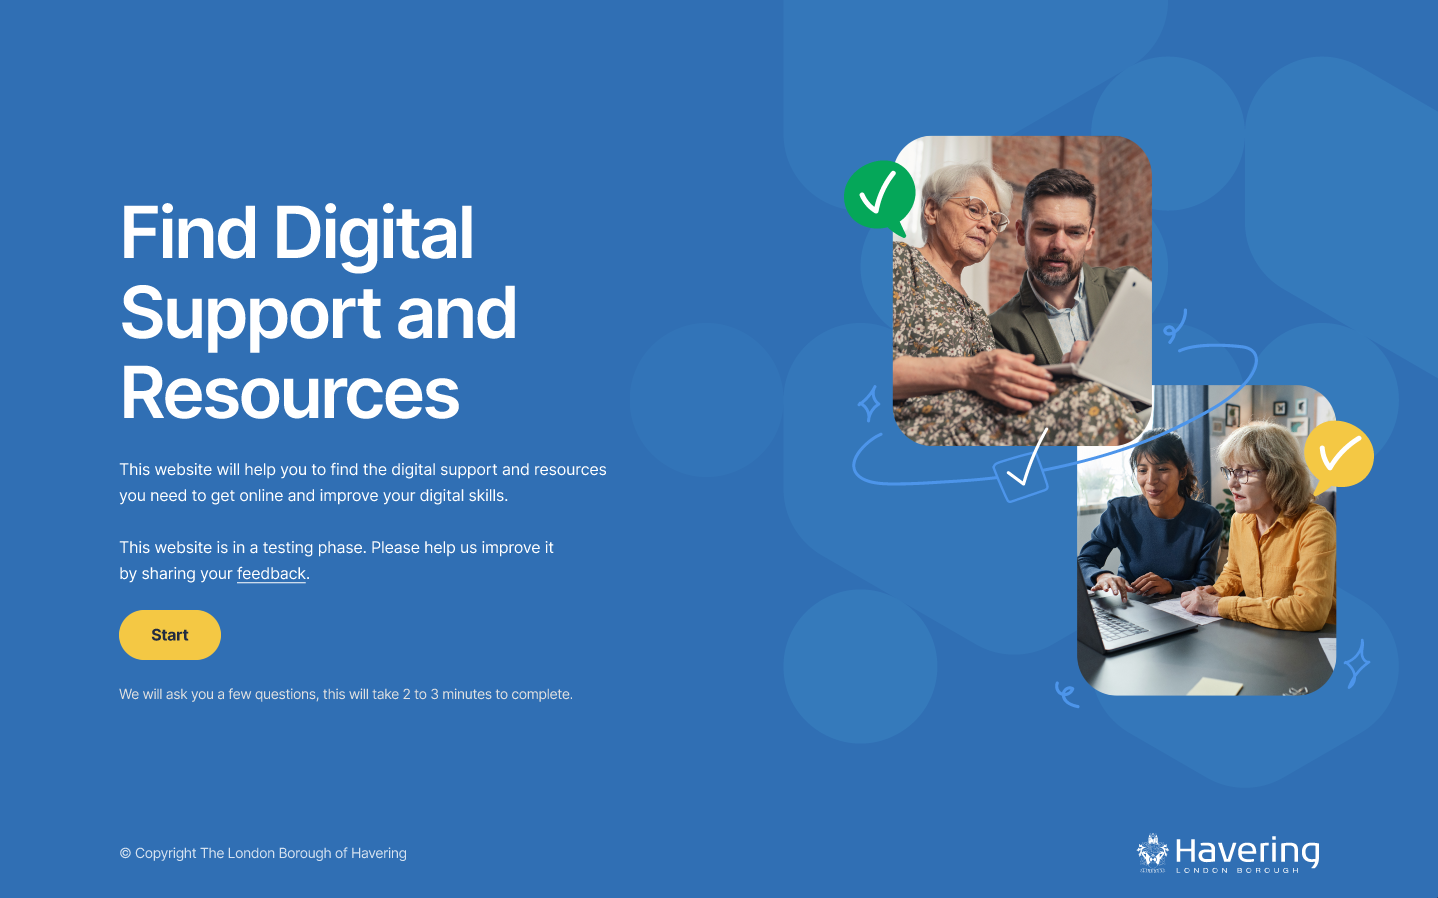 Find Digital
Support and
Resources
This website will help you to find the digital support and resources
you need to get online and improve your digital skills.
This website is in a testing phase. Please help us improve it
by sharing your feedback.
Start
We will ask you a few questions, this will take 2 to 3 minutes to complete.
© Copyright The London Borough of Havering
Havering
LONDON BOROUGH